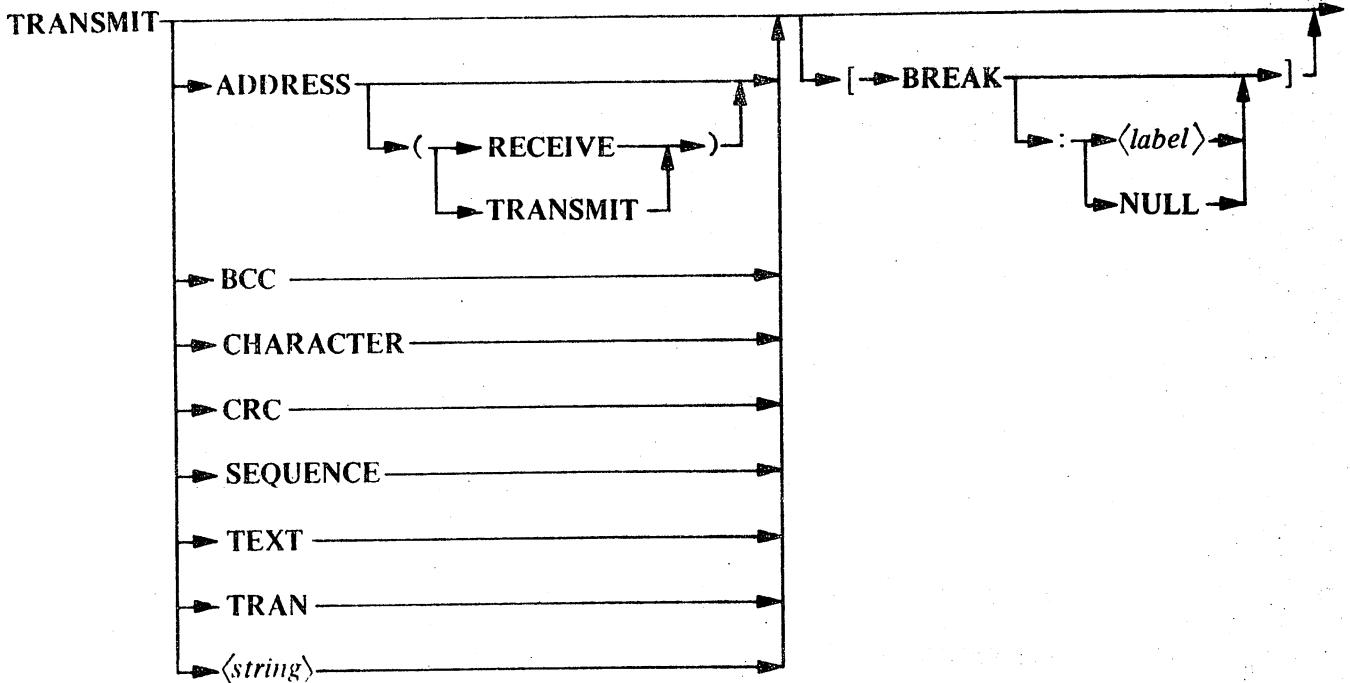 TRANSMIT
[ BREAK ]
ADDRESS
( RECEIVE )
: ⟨label⟩
TRANSMIT
NULL
BCC
CHARACTER
CRC
SEQUENCE
TEXT
TRAN
⟨string⟩